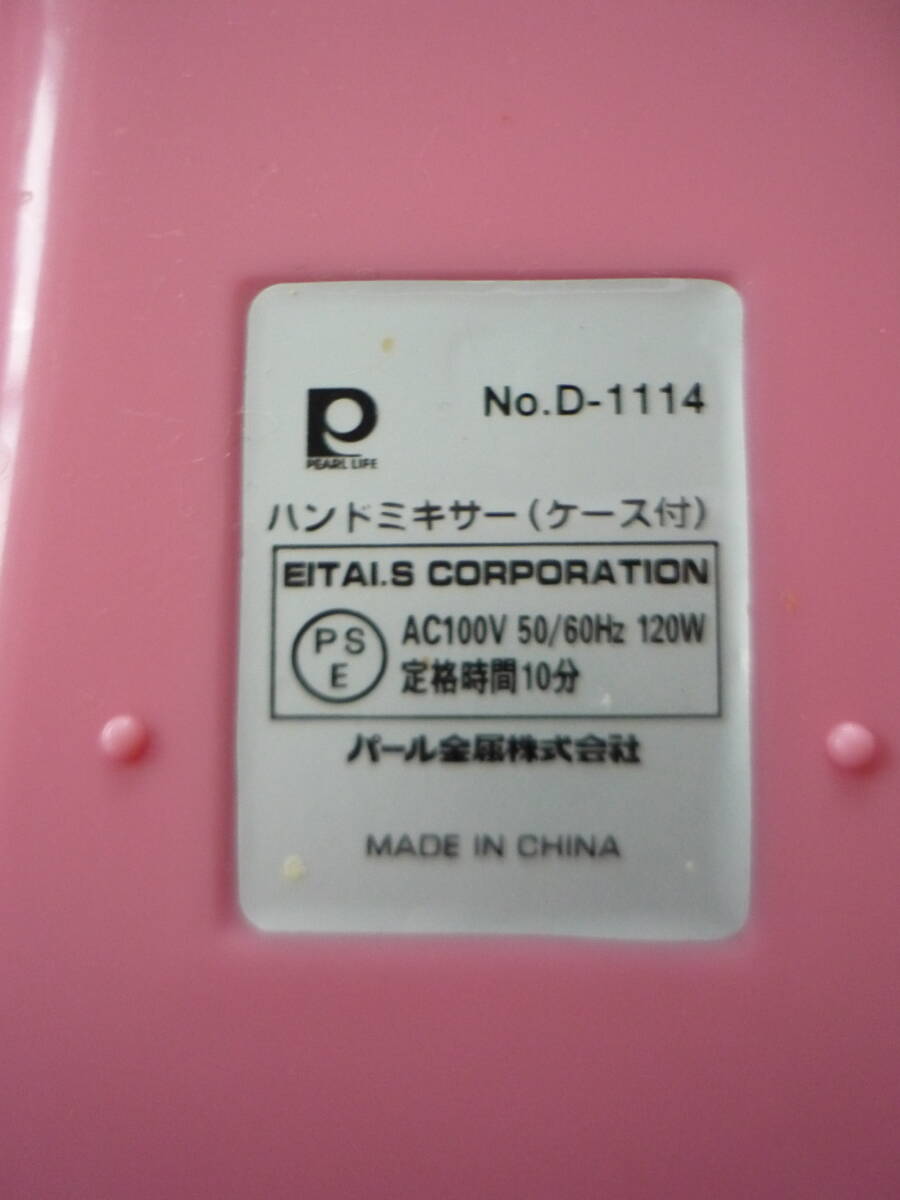 No.D-1114
PEARL LIFE
ハンドミキサー(ケース付)
EITAI.S CORPORATION
PS
E
AC100V 50/60Hz 120W
定格時間10分
パール金属株式会社
MADE IN CHINA